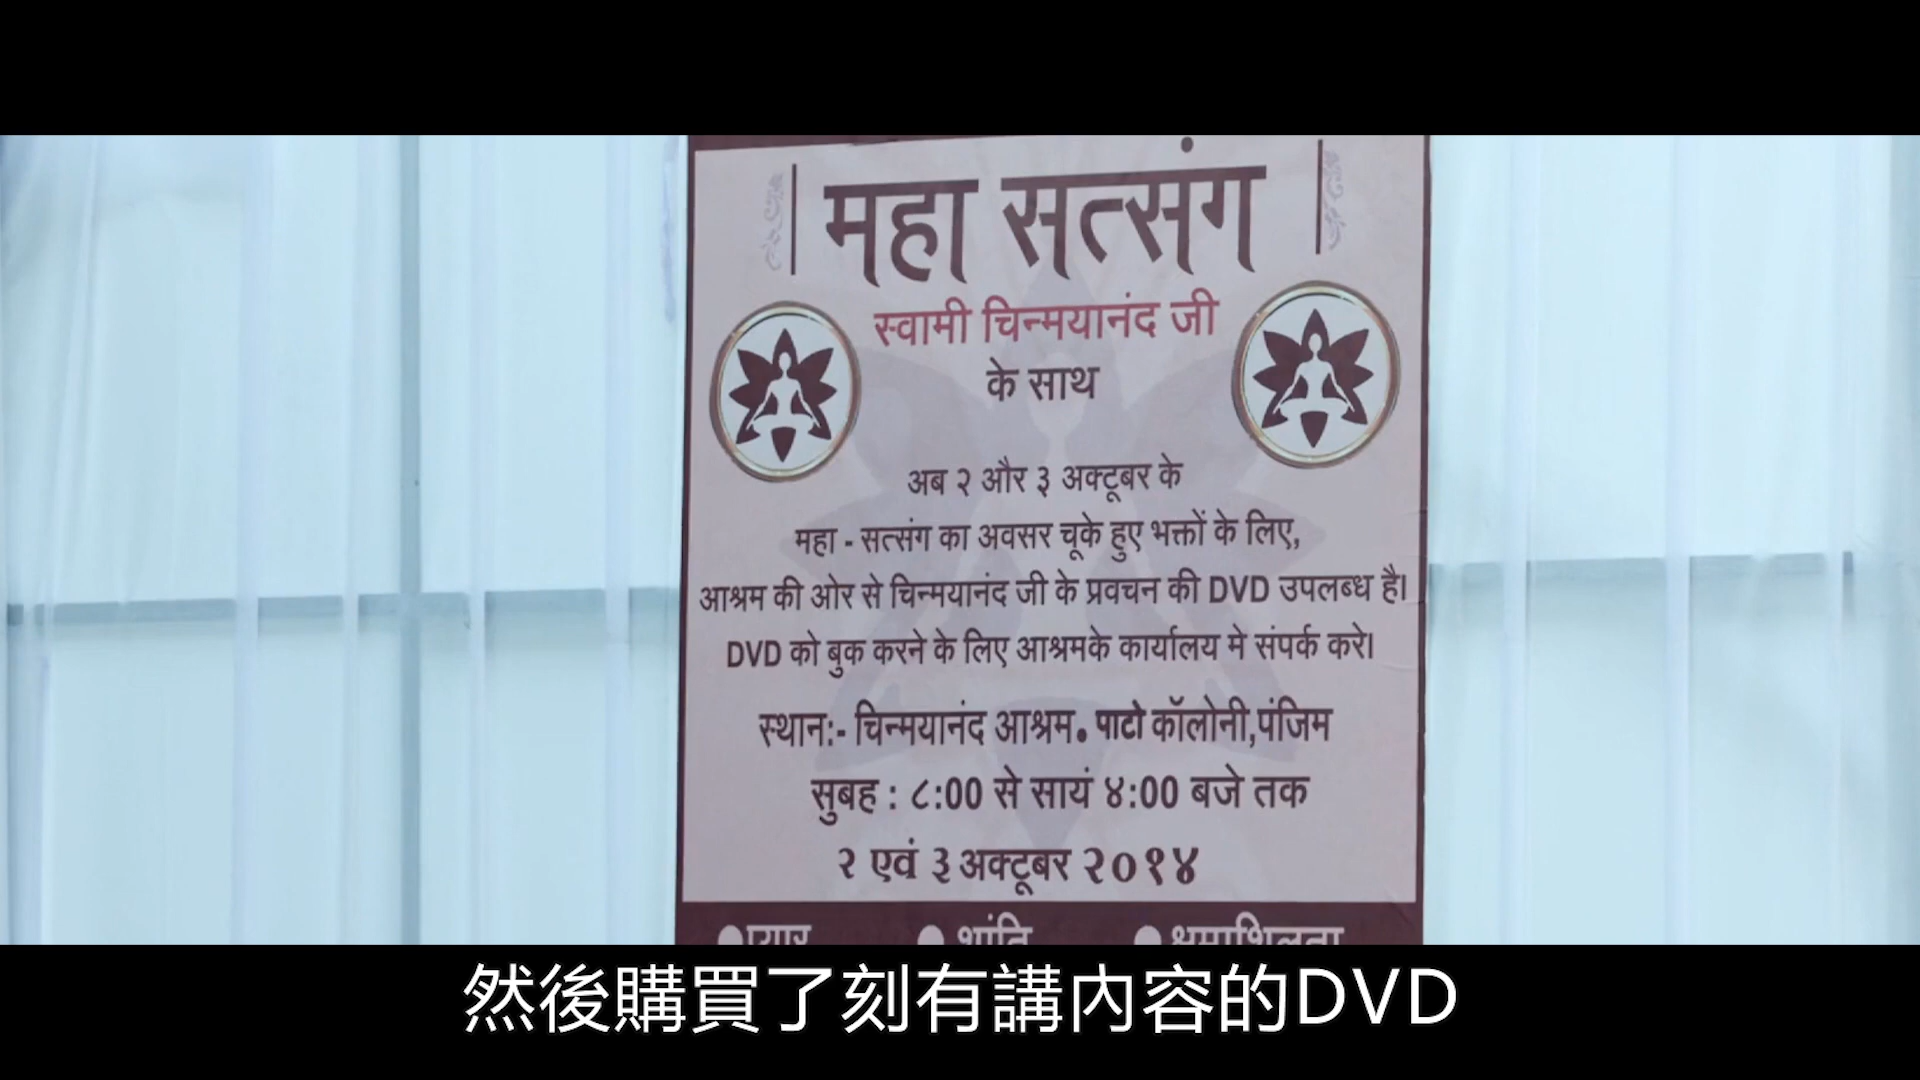 महा सत्संग
स्वामी चिन्मयानंद जी
के साथ
अब २ और ३ अक्टूबर के
महा - सत्संग का अवसर चूके हुए भक्तों के लिए,
आश्रम की ओर से चिन्मयानंद जी के प्रवचन की DVD उपलब्ध है।
DVD को बुक करने के लिए आश्रमके कार्यालय मे संपर्क करे।
स्थान:- चिन्मयानंद आश्रम. पाटो कॉलोनी,पंजिम
सुबह : ८:00 से सायं ४:00 बजे तक
२ एवं ३ अक्टूबर २०१४
●प्यार ● शांति ● क्षमाशिलता
然後購買了刻有講內容的DVD